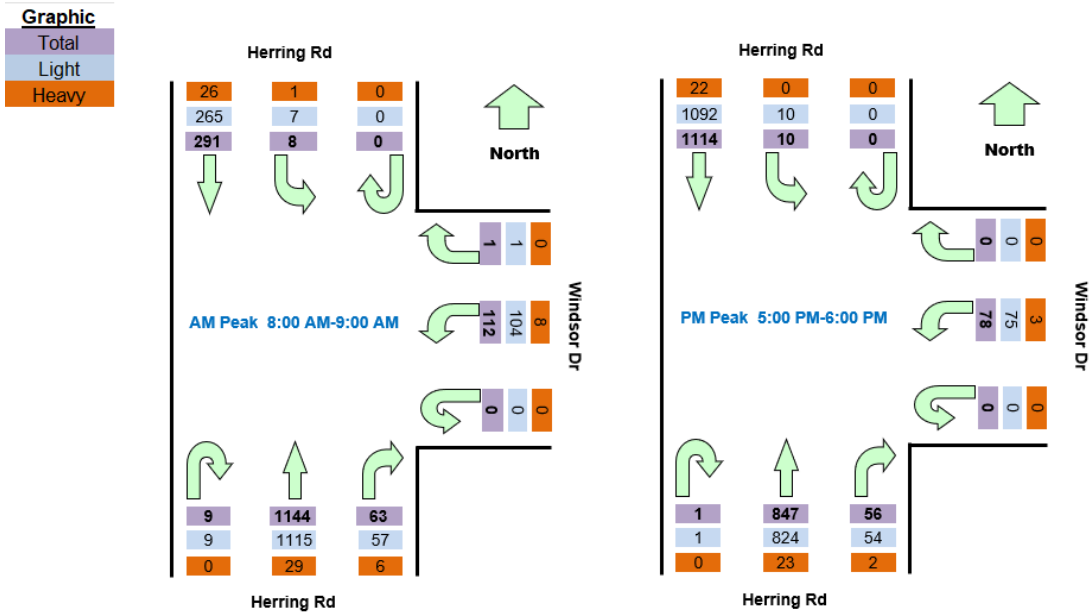 Graphic
Total
Light
Heavy
Herring Rd
26 1 0
265 7 0
291 8 0
North
1 1 0
AM Peak 8:00 AM-9:00 AM
112 104 8
Windsor Dr
0 0 0
9 1144 63
9 1115 57
0 29 6
Herring Rd
Herring Rd
22 0 0
1092 10 0
1114 10 0
North
0 0 0
PM Peak 5:00 PM-6:00 PM
78 75 3
Windsor Dr
0 0 0
1 847 56
1 824 54
0 23 2
Herring Rd